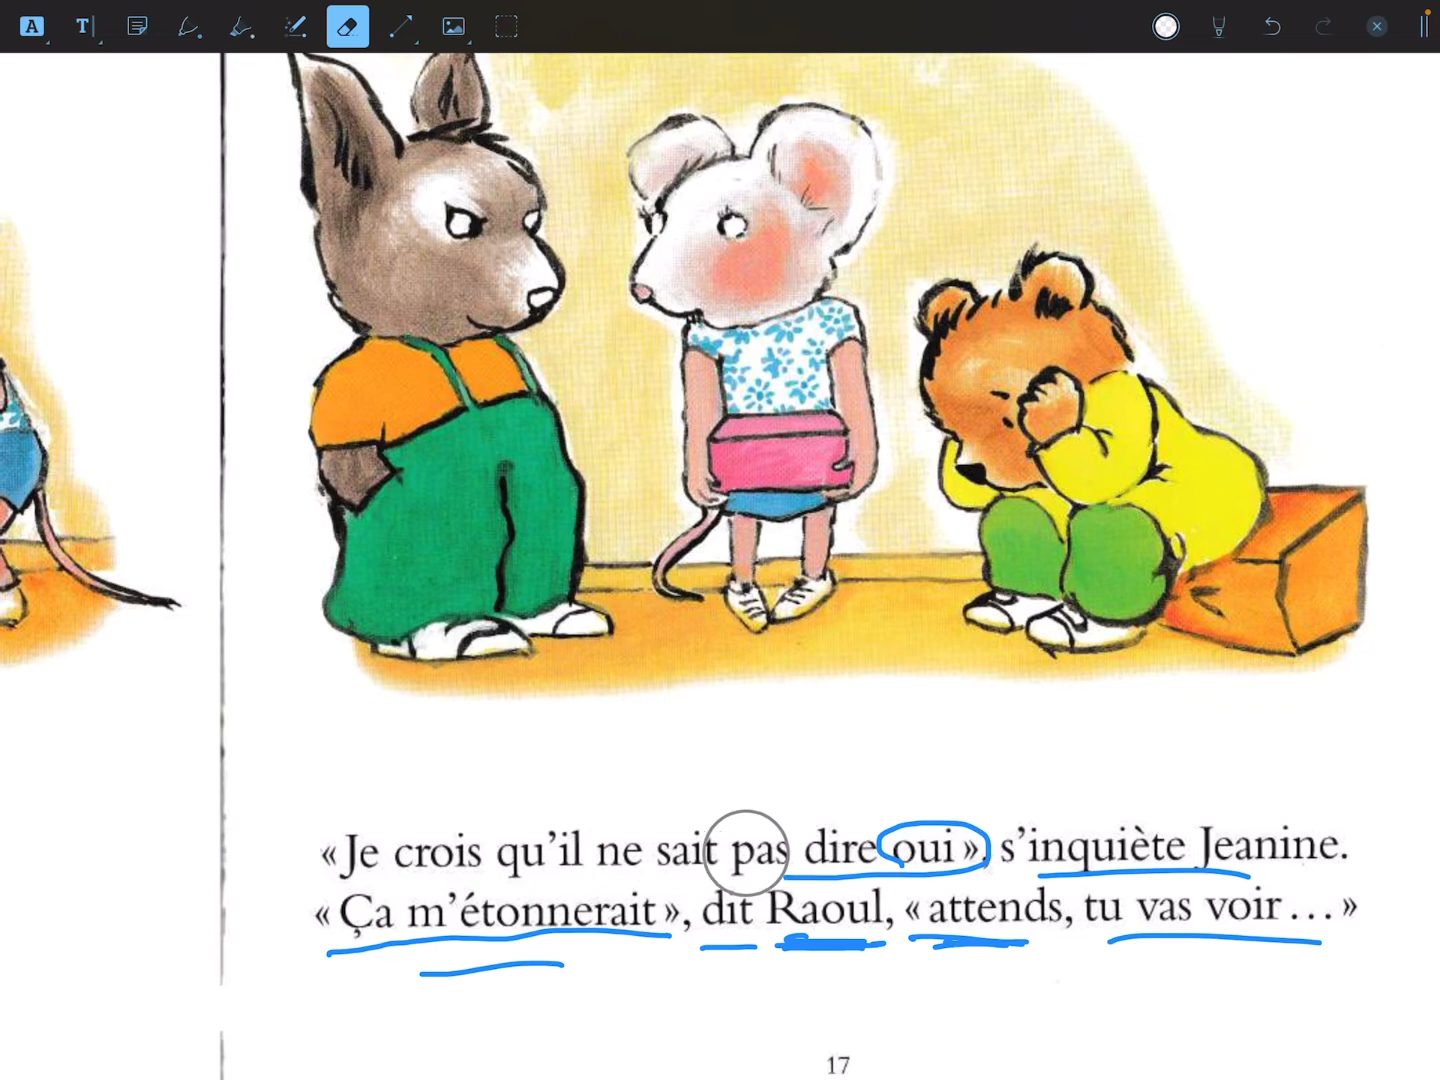 A
T
« Je crois qu'il ne sait pas dire oui », s'inquiète Jeanine.
« Ça m'étonnerait », dit Raoul, « attends, tu vas voir... »
17